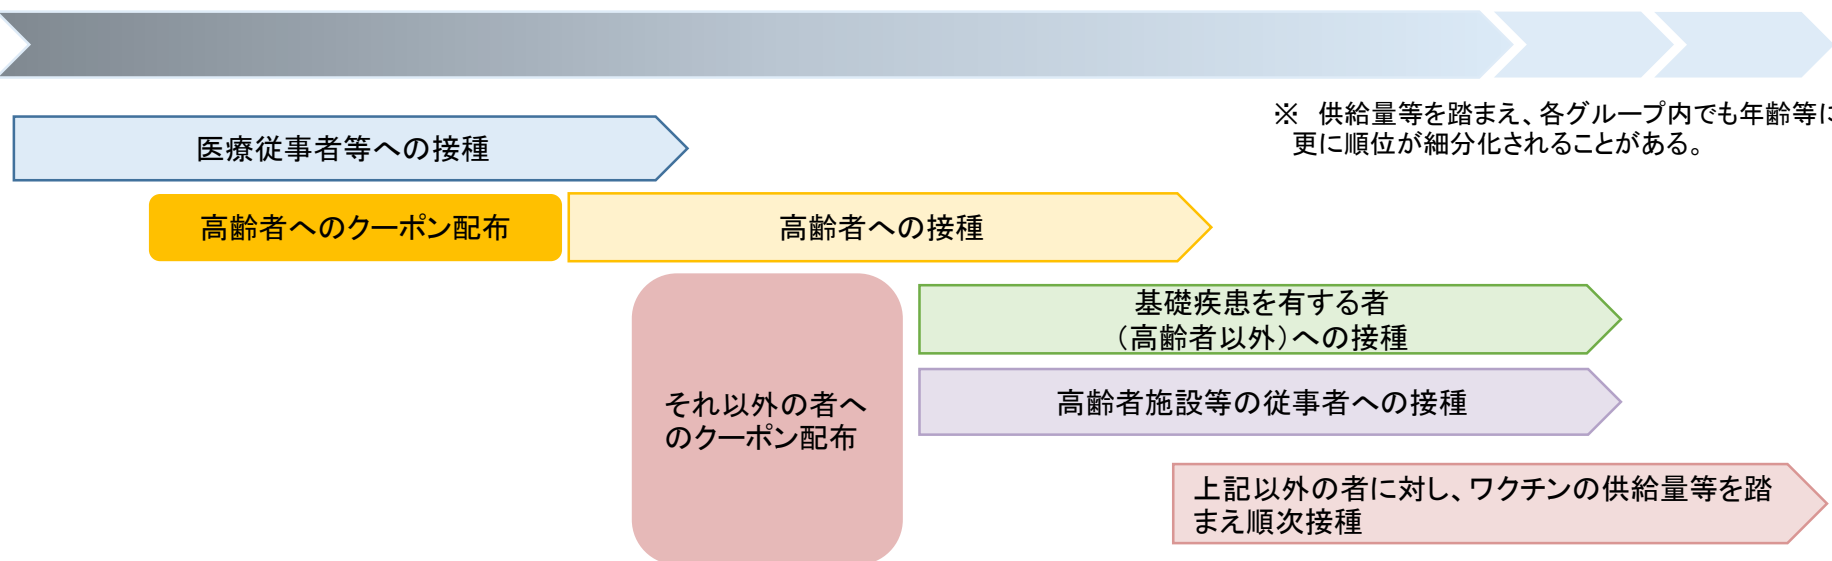 ※ 供給量等を踏まえ、各グループ内でも年齢等に
更に順位が細分化されることがある。
医療従事者等への接種
高齢者へのクーポン配布
高齢者への接種
基礎疾患を有する者
（高齢者以外）への接種
それ以外の者へ
のクーポン配布
高齢者施設等の従事者への接種
上記以外の者に対し、ワクチンの供給量等を踏
まえ順次接種